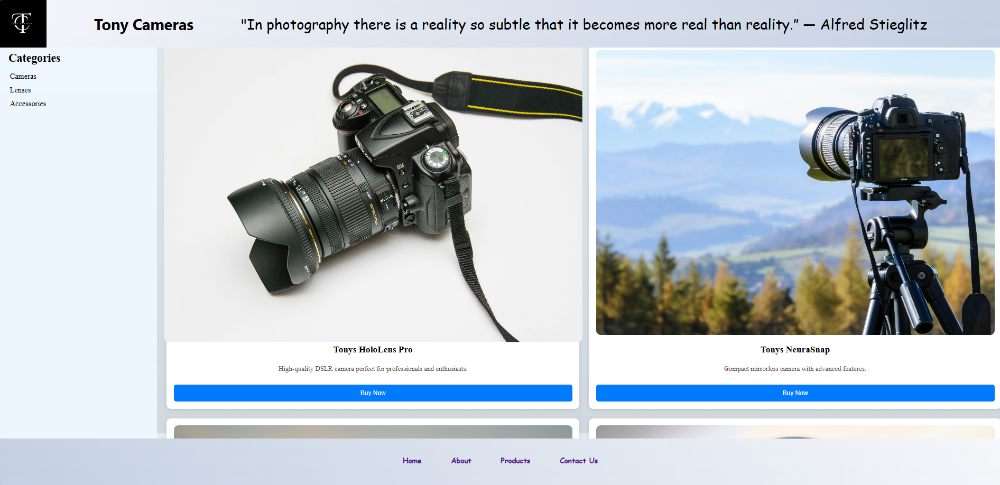 Tony Cameras
"In photography there is a reality so subtle that it becomes more real than reality.” — Alfred Stieglitz
Categories
Cameras
Lenses
Accessories
Tonys HoloLens Pro
High-quality DSLR camera perfect for professionals and enthusiasts.
Buy Now
Tonys NeuraSnap
Compact mirrorless camera with advanced features.
Buy Now
Home
About
Products
Contact Us